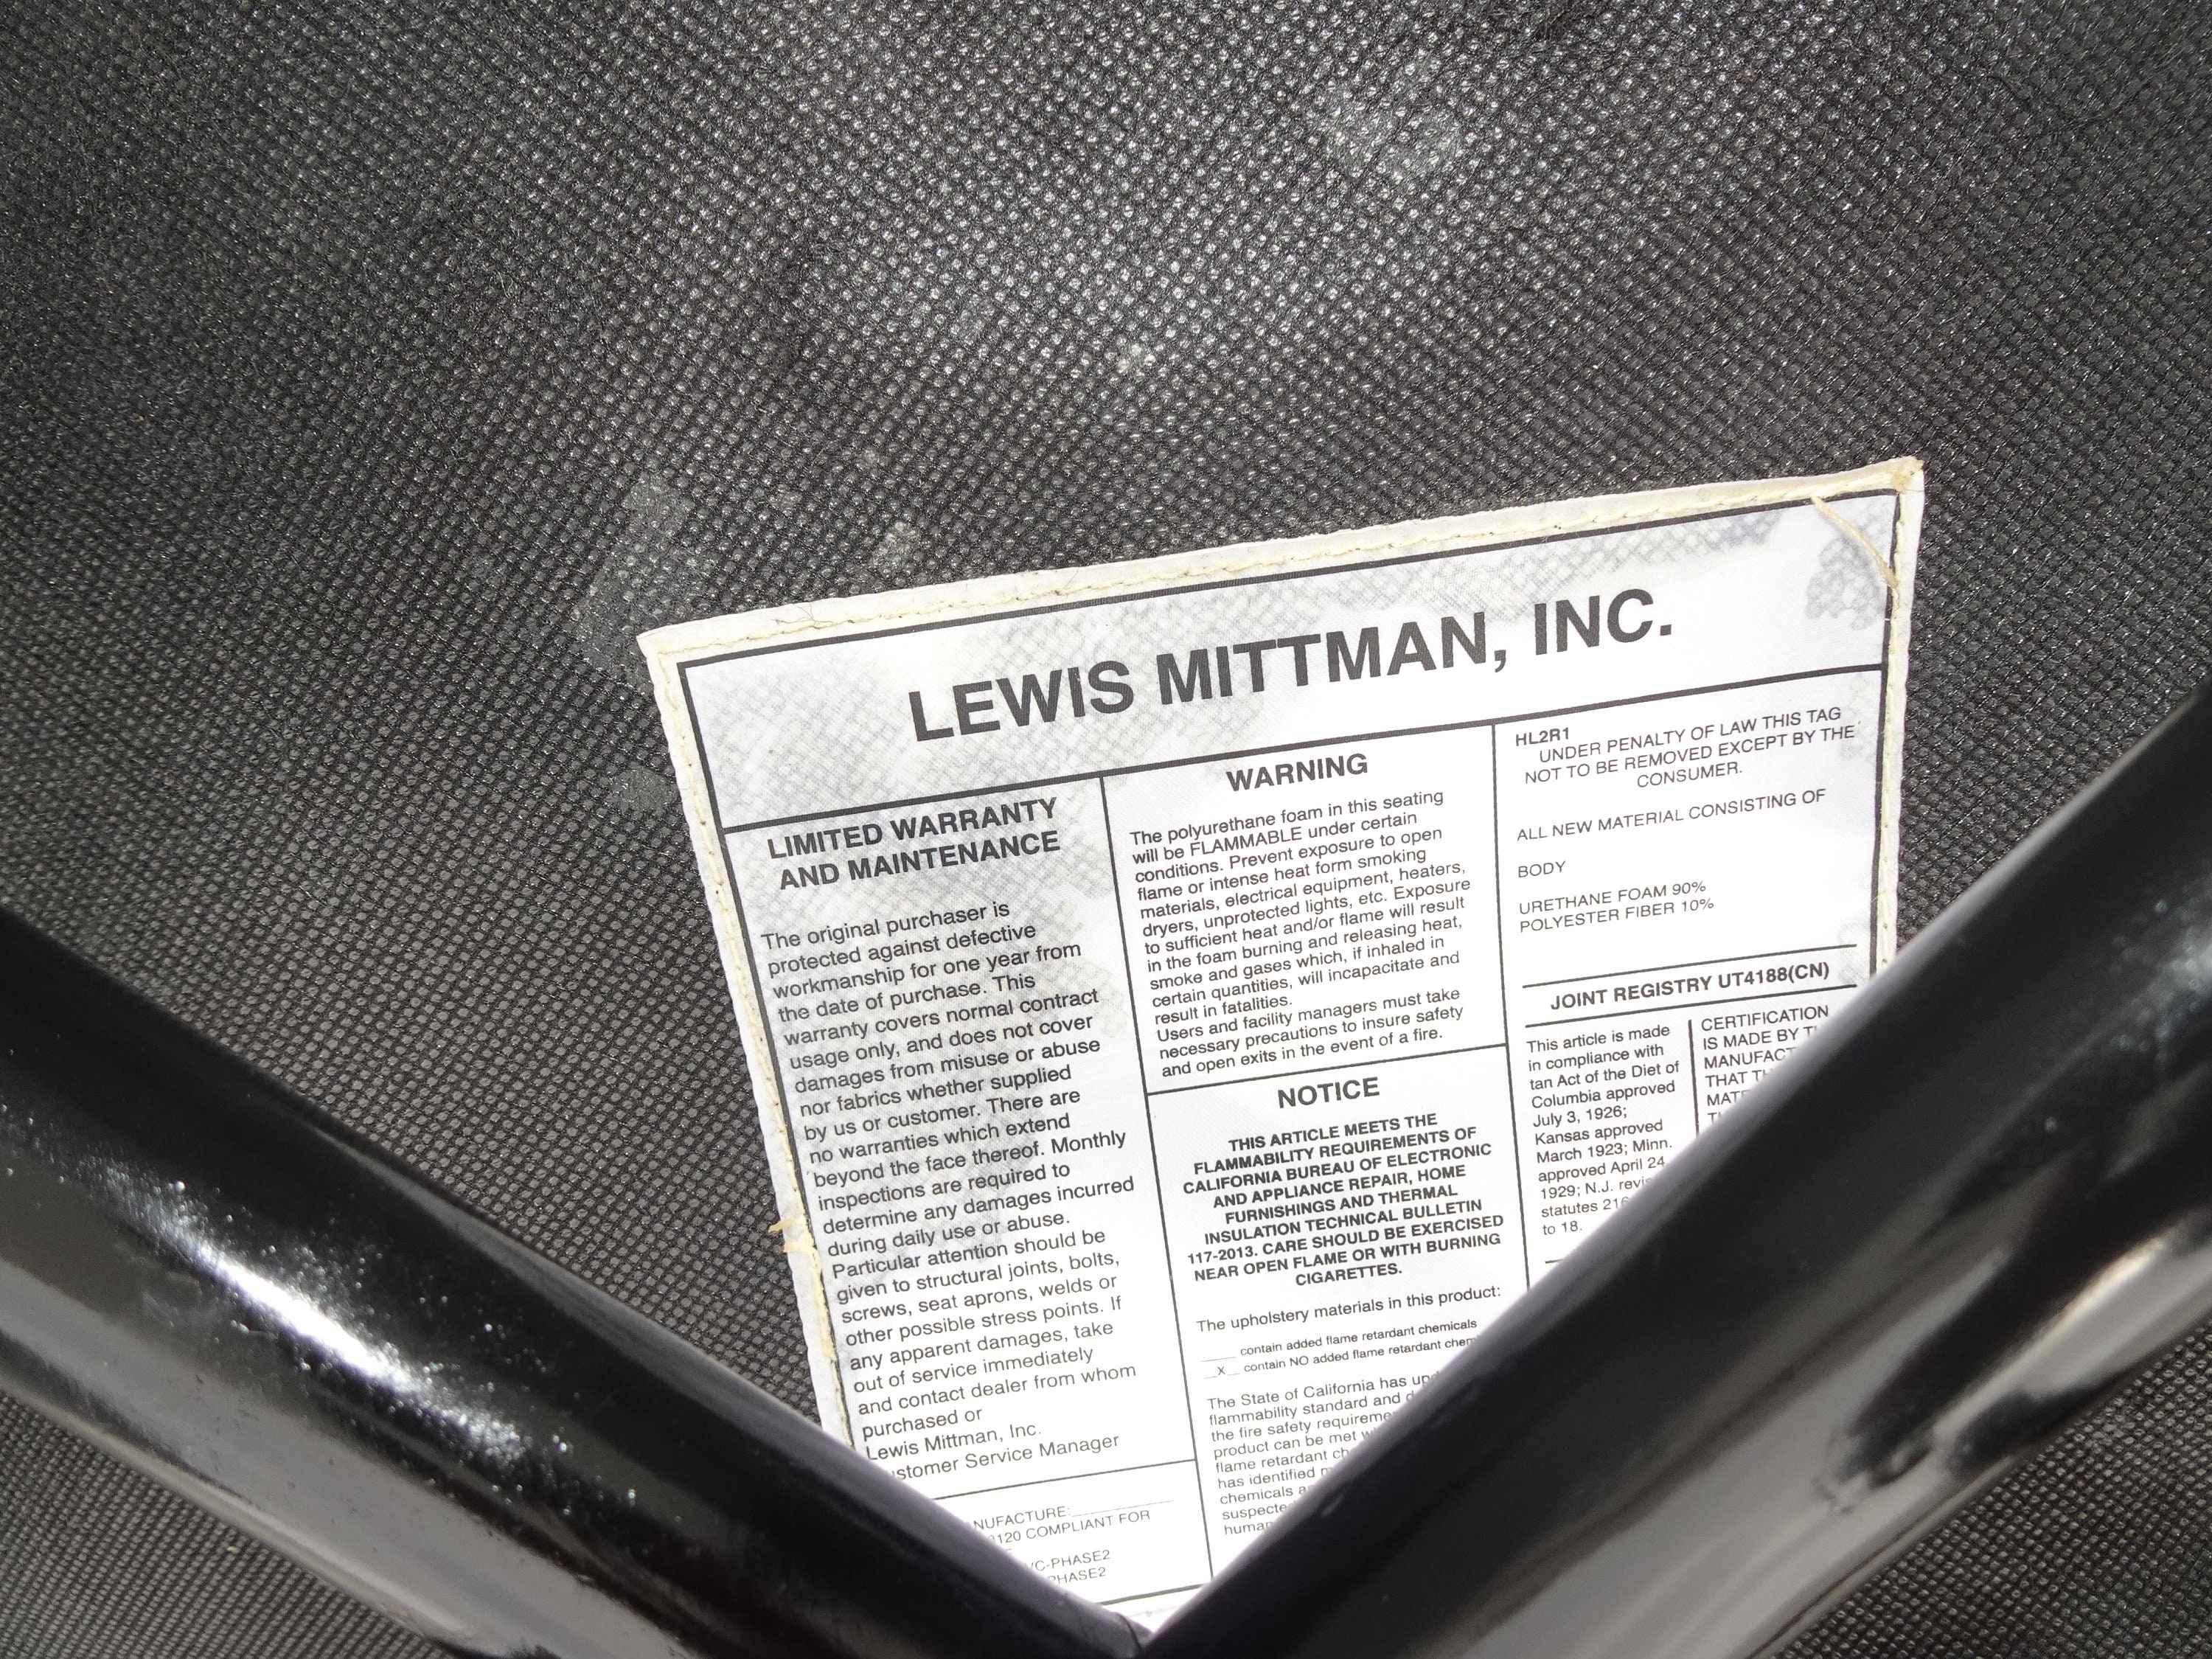 LEWIS MITTMAN, INC.
LIMITED WARRANTY
AND MAINTENANCE
The original purchaser is
protected against defective
workmanship for one year from
the date of purchase. This
warranty covers normal contract
usage only, and does not cover
damages from misuse or abuse
nor fabrics whether supplied
by us or customer. There are
no warranties which extend
beyond the face thereof. Monthly
inspections are required to
determine any damages incurred
during daily use or abuse.
Particular attention should be
given to structural joints, bolts,
screws, seat aprons, welds or
other possible stress points. If
any apparent damages, take
out of service immediately
and contact dealer from whom
purchased or
Lewis Mittman, Inc.
stomer Service Manager
NUFACTURE:
120 COMPLIANT FOR
C-PHASE2
PHASE2
WARNING
The polyurethane foam in this seating
will be FLAMMABLE under certain
conditions. Prevent exposure to open
flame or intense heat form smoking
materials, electrical equipment, heaters,
dryers, unprotected lights, etc. Exposure
to sufficient heat and/or flame will result
in the foam burning and releasing heat,
smoke and gases which, if inhaled in
certain quantities, will incapacitate and
result in fatalities.
Users and facility managers must take
necessary precautions to insure safety
and open exits in the event of a fire.
NOTICE
THIS ARTICLE MEETS THE
FLAMMABILITY REQUIREMENTS OF
CALIFORNIA BUREAU OF ELECTRONIC
AND APPLIANCE REPAIR, HOME
FURNISHINGS AND THERMAL
INSULATION TECHNICAL BULLETIN
117-2013. CARE SHOULD BE EXERCISED
NEAR OPEN FLAME OR WITH BURNING
CIGARETTES.
The upholstery materials in this product:
contain added flame retardant chemicals
X contain NO added flame retardant chem
The State of California has up
flammability standard and d
the fire safety requireme
product can be met w
flame retardant ch
has identified m
chemicals a
suspecte
human
HL2R1
UNDER PENALTY OF LAW THIS TAG
NOT TO BE REMOVED EXCEPT BY THE
CONSUMER.
ALL NEW MATERIAL CONSISTING OF
BODY
URETHANE FOAM 90%
POLYESTER FIBER 10%
JOINT REGISTRY UT4188(CN)
This article is made
in compliance with
tan Act of the Diet of
Columbia approved
July 3, 1926;
Kansas approved
March 1923; Minn.
approved April 24
1929; N.J. revis
statutes 216
to 18.
CERTIFICATION
IS MADE BY T
MANUFACT
THAT TH
MATE